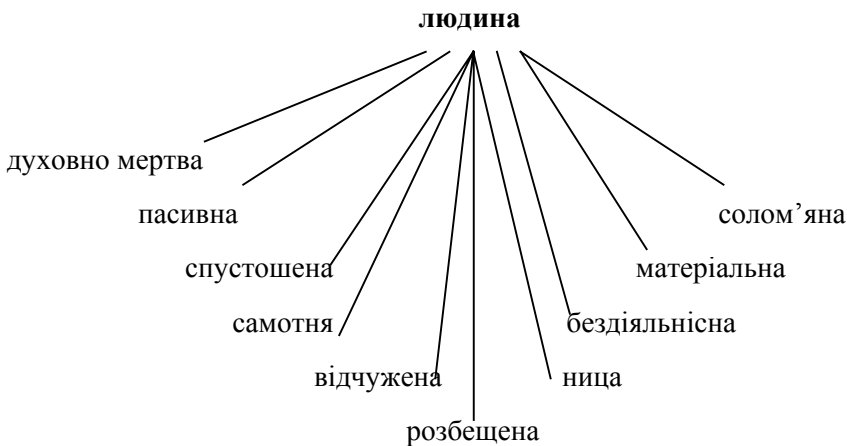 людина
духовно мертва
пасивна
солом’яна
спустошена
матеріальна
самотня
бездіяльнісна
відчужена
ница
розбещена